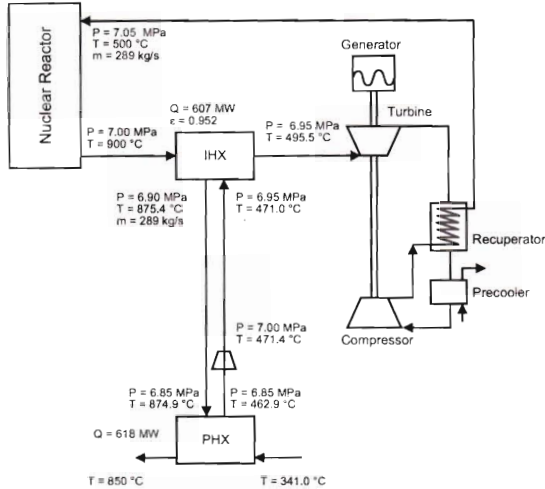 Nuclear Reactor
P = 7.05 MPa
T = 500 °C
m = 289 kg/s
Generator
Turbine
Q = 607 MW
ε = 0.952
P = 7.00 MPa
T = 900 °C
IHX
P = 6.95 MPa
T = 495.5 °C
P = 6.90 MPa
T = 875.4 °C
m = 289 kg/s
P = 6.95 MPa
T = 471.0 °C
Recuperator
Precooler
Compressor
P = 7.00 MPa
T = 471.4 °C
P = 6.85 MPa
T = 874.9 °C
P = 6.85 MPa
T = 462.9 °C
Q = 618 MW
PHX
T = 850 °C
T = 341.0 °C